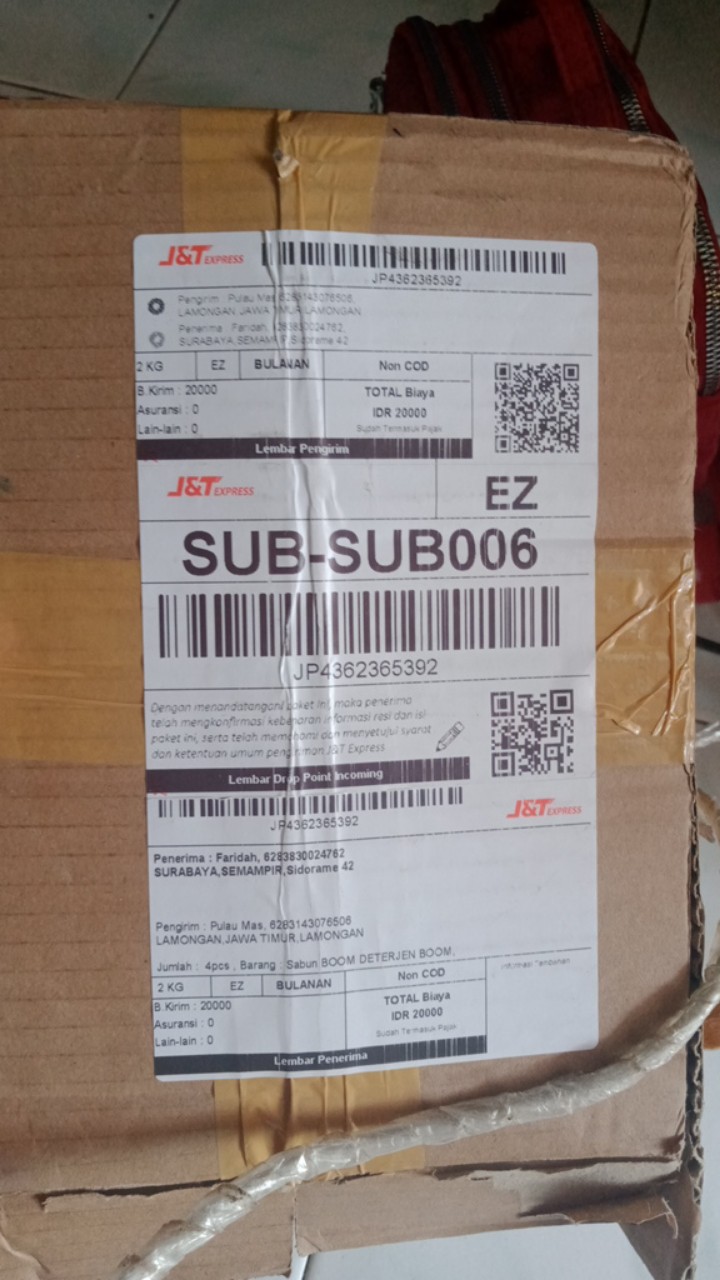 J&T EXPRESS
JP4362365392
Pengirim : Pulau Mas, 6283143076506,
LAMONGAN,JAWA TIMUR,LAMONGAN
Penerima : Faridah, 6283830024762,
SURABAYA,SEMAMPIR,Sidorame 42
2 KG EZ BULANAN Non COD
B.Kirim : 20000
Asuransi : 0
Lain-lain : 0
TOTAL Biaya
IDR 20000
Sudah Termasuk Pajak
Lembar Pengirim
J&T EXPRESS EZ
SUB-SUB006
JP4362365392
Dengan menandatangani paket ini, maka penerima
telah mengkonfirmasi kebenaran informasi resi dan isi
paket ini, serta telah memahami dan menyetujui syarat
dan ketentuan umum pengiriman J&T Express
Lembar Drop Point Incoming
JP4362365392
J&T EXPRESS
Penerima : Faridah, 6283830024762
SURABAYA,SEMAMPIR,Sidorame 42
Pengirim : Pulau Mas, 6283143076506
LAMONGAN,JAWA TIMUR,LAMONGAN
Jumlah : 4pcs , Barang : Sabun BOOM DETERJEN BOOM,
2 KG EZ BULANAN Non COD
Informasi Tambahan
B.Kirim : 20000
Asuransi : 0
Lain-lain : 0
TOTAL Biaya
IDR 20000
Sudah Termasuk Pajak
Lembar Penerima